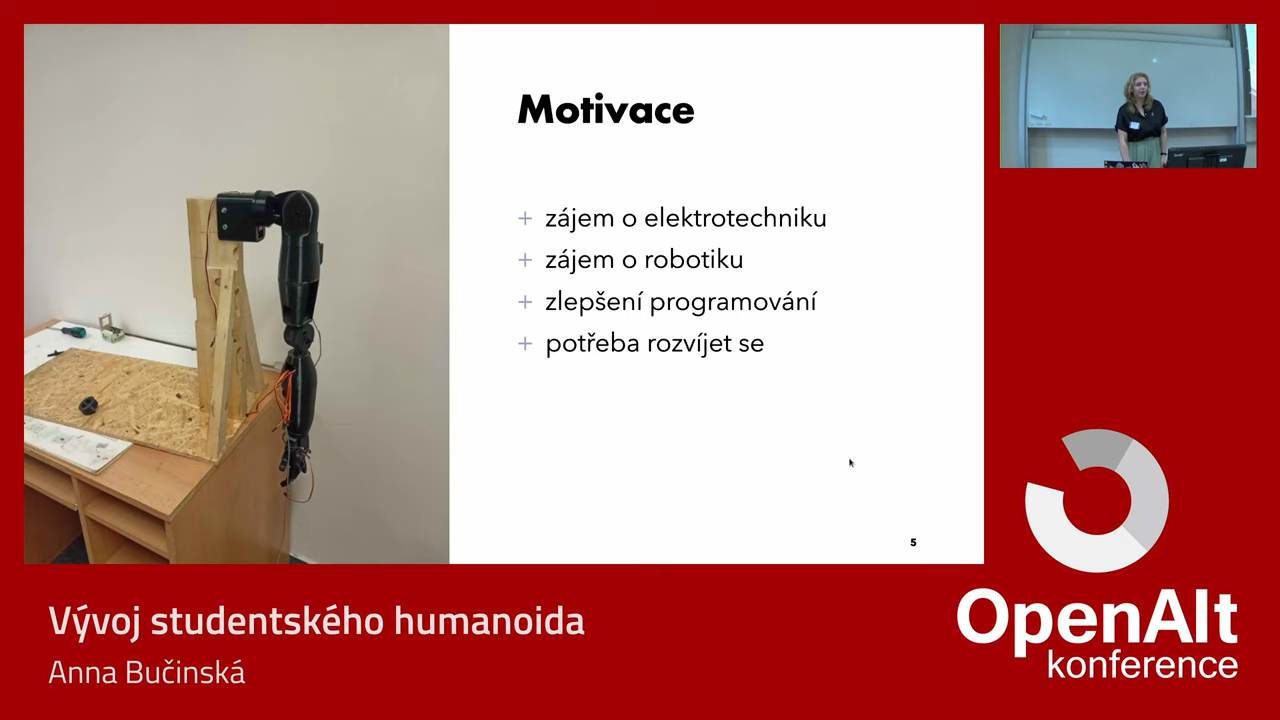 Motivace
+ zájem o elektrotechniku
+ zájem o robotiku
+ zlepšení programování
+ potřeba rozvíjet se
5
Vývoj studentského humanoida
Anna Bučinská
OpenAlt
konference